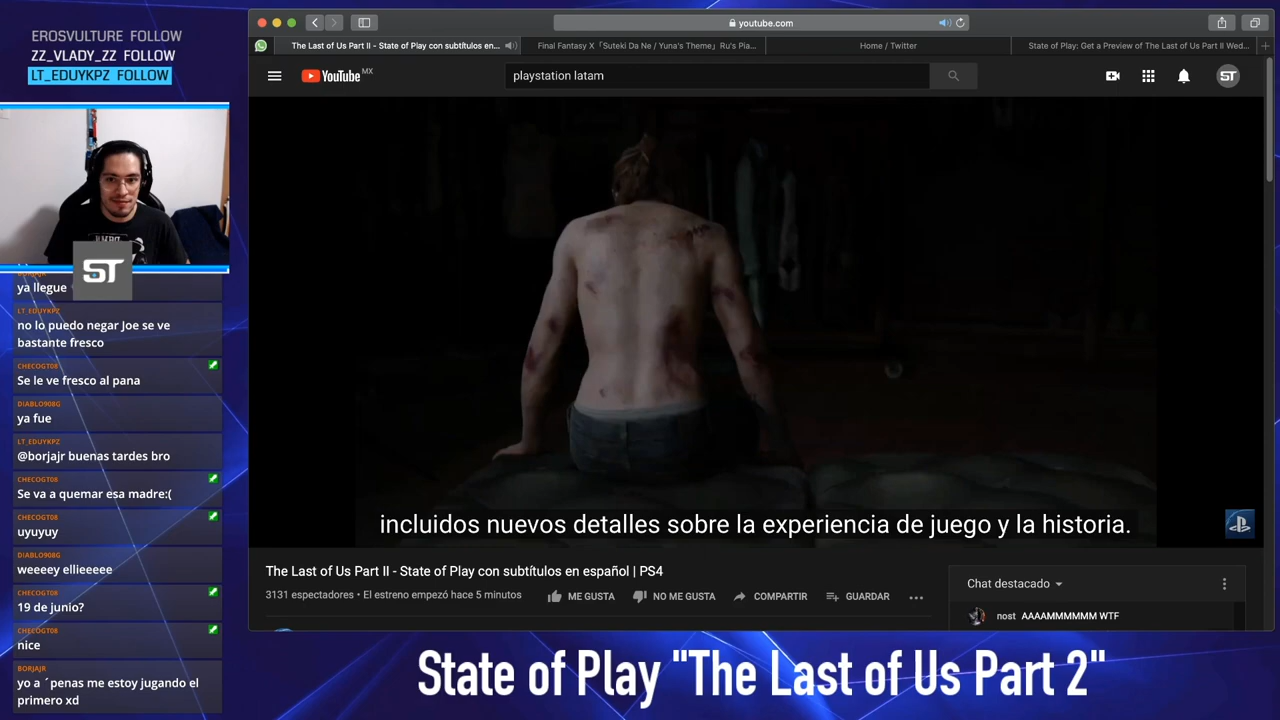 EROSVULTURE FOLLOW
ZZ_VLADY_ZZ FOLLOW
LT_EDUYKPZ FOLLOW
ST
ya llegue
LT_EDUYKPZ
no lo puedo negar Joe se ve
bastante fresco
CHECOGT08
Se le ve fresco al pana
DIABLO908G
ya fue
LT_EDUYKPZ
@borjajr buenas tardes bro
CHECOGT08
Se va a quemar esa madre:(
CHECOGT08
uyuyuy
DIABLO908G
weeeey ellieeeee
CHECOGT08
19 de junio?
CHECOGT08
nice
BORJAJR
yo a ´penas me estoy jugando el
primero xd
youtube.com
The Last of Us Part II - State of Play con subtítulos en...
Final Fantasy X「Suteki Da Ne / Yuna's Theme」Ru's Pia...
Home / Twitter
State of Play: Get a Preview of The Last of Us Part II Wed...
YouTube MX
playstation latam
ST
incluidos nuevos detalles sobre la experiencia de juego y la historia.
The Last of Us Part II - State of Play con subtítulos en español | PS4
3131 espectadores • El estreno empezó hace 5 minutos
ME GUSTA
NO ME GUSTA
COMPARTIR
GUARDAR
Chat destacado
nost AAAAMMMMMM WTF
State of Play "The Last of Us Part 2"